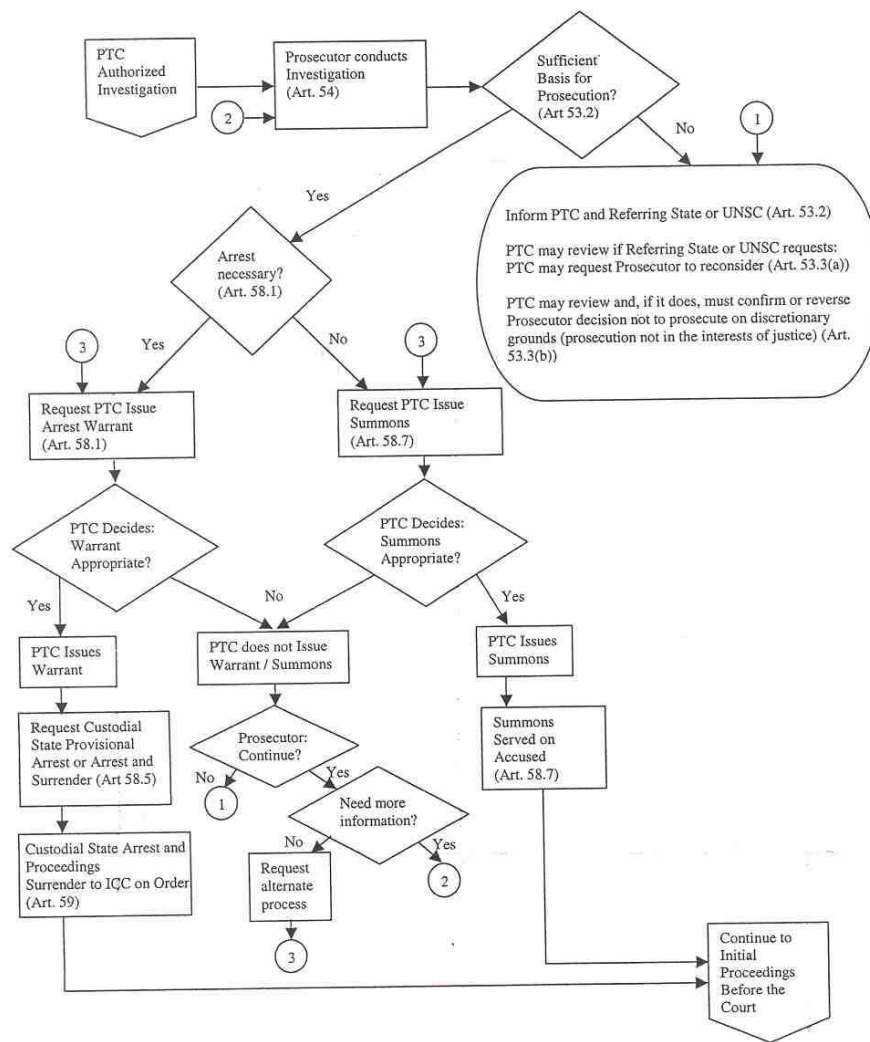 PTC
Authorized
Investigation
Prosecutor conducts
Investigation
(Art. 54)
2
Sufficient
Basis for
Prosecution?
(Art 53.2)
No
1
Yes
Inform PTC and Referring State or UNSC (Art. 53.2)
PTC may review if Referring State or UNSC requests:
PTC may request Prosecutor to reconsider (Art. 53.3(a))
PTC may review and, if it does, must confirm or reverse
Prosecutor decision not to prosecute on discretionary
grounds (prosecution not in the interests of justice) (Art.
53.3(b))
Arrest
necessary?
(Art. 58.1)
3
Yes
No
3
Request PTC Issue
Arrest Warrant
(Art. 58.1)
Request PTC Issue
Summons
(Art. 58.7)
PTC Decides:
Warrant
Appropriate?
PTC Decides:
Summons
Appropriate?
Yes
No
Yes
PTC Issues
Warrant
PTC does not Issue
Warrant / Summons
PTC Issues
Summons
Request Custodial
State Provisional
Arrest or Arrest and
Surrender (Art 58.5)
Prosecutor:
Continue?
Summons
Served on
Accused
(Art. 58.7)
No
1
Yes
Need more
information?
No
Yes
2
Custodial State Arrest and
Proceedings
Surrender to ICC on Order
(Art. 59)
Request
alternate
process
3
Continue to
Initial
Proceedings
Before the
Court